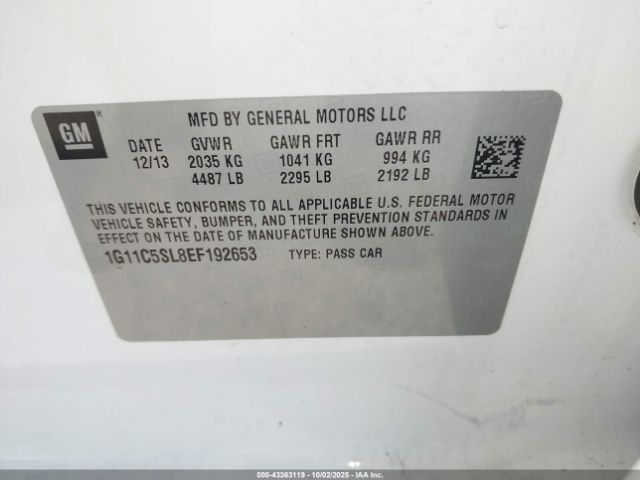 GM
MFD BY GENERAL MOTORS LLC
DATE GVWR GAWR FRT GAWR RR
12/13 2035 KG 1041 KG 994 KG
4487 LB 2295 LB 2192 LB
THIS VEHICLE CONFORMS TO ALL APPLICABLE U.S. FEDERAL MOTOR
VEHICLE SAFETY, BUMPER, AND THEFT PREVENTION STANDARDS IN
EFFECT ON THE DATE OF MANUFACTURE SHOWN ABOVE.
1G11C5SL8EF192653 TYPE: PASS CAR
000-43363119 | 10/02/2025 | IAA